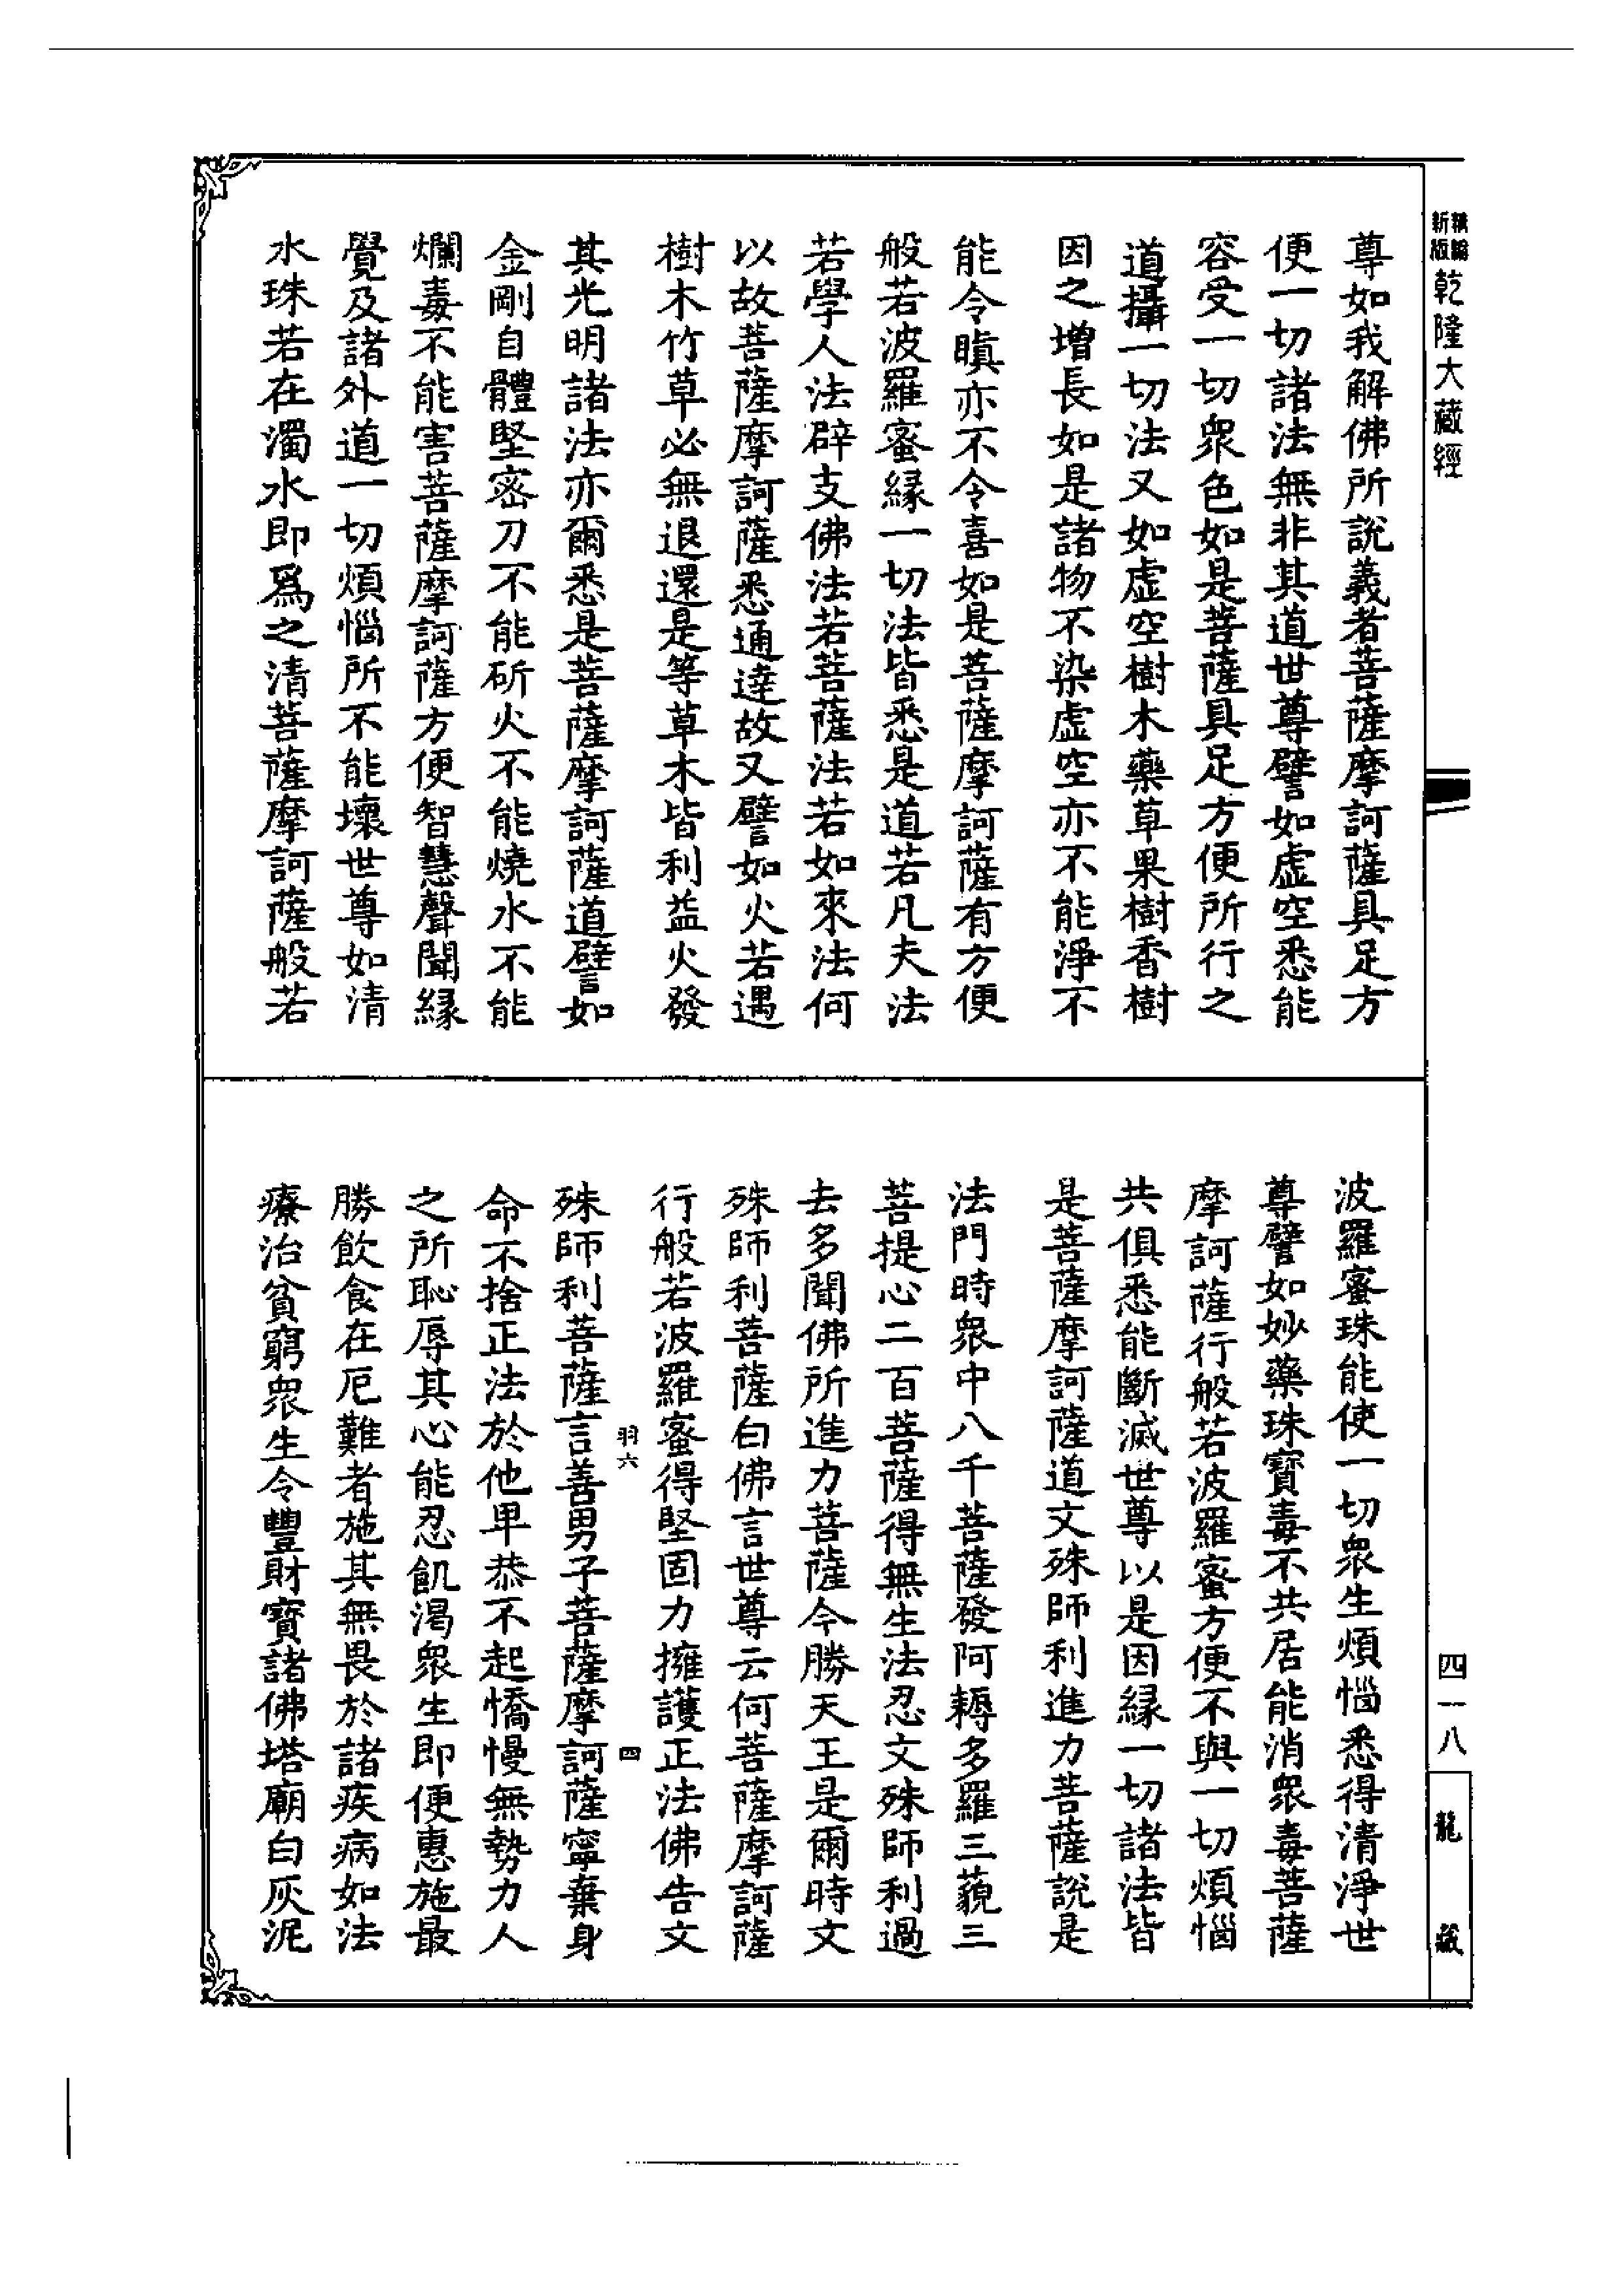 精編
新版
乾隆大藏經
尊如我解佛所說義者菩薩摩訶薩具足方
便一切諸法無非其道世尊譬如虛空悉能
容受一切眾色如是菩薩具足方便所行之
道攝一切法又如虛空樹木藥草果樹香樹
因之增長如是諸物不染虛空亦不能淨不
能令瞋亦不令喜如是菩薩摩訶薩有方便
般若波羅蜜緣一切法皆悉是道若凡夫法
若學人法辟支佛法若菩薩法若如來法何
以故菩薩摩訶薩悉通達故又譬如火若遇
樹木竹草必無退還是等草木皆利益火發
其光明諸法亦爾悉是菩薩摩訶薩道譬如
金剛自體堅密刀不能斫火不能燒水不能
爛毒不能害菩薩摩訶薩方便智慧聲聞緣
覺及諸外道一切煩惱所不能壞世尊如清
水珠若在濁水即爲之清菩薩摩訶薩般若
波羅蜜珠能使一切眾生煩惱悉得清淨世
尊譬如妙藥珠寶毒不共居能消眾毒菩薩
摩訶薩行般若波羅蜜方便不與一切煩惱
共俱悉能斷滅世尊以是因緣一切諸法皆
是菩薩摩訶薩道文殊師利進力菩薩說是
法門時眾中八千菩薩發阿耨多羅三藐三
菩提心二百菩薩得無生法忍文殊師利過
去多聞佛所進力菩薩今勝天王是爾時文
殊師利菩薩白佛言世尊云何菩薩摩訶薩
行般若波羅蜜得堅固力擁護正法佛告文
羽六
四
殊師利菩薩言善男子菩薩摩訶薩寧棄身
命不捨正法於他卑恭不起憍慢無勢力人
之所恥辱其心能忍飢渴眾生即便惠施最
勝飲食在厄難者施其無畏於諸疾病如法
療治貧窮眾生令豐財寶諸佛塔廟白灰泥
四一八
龍藏